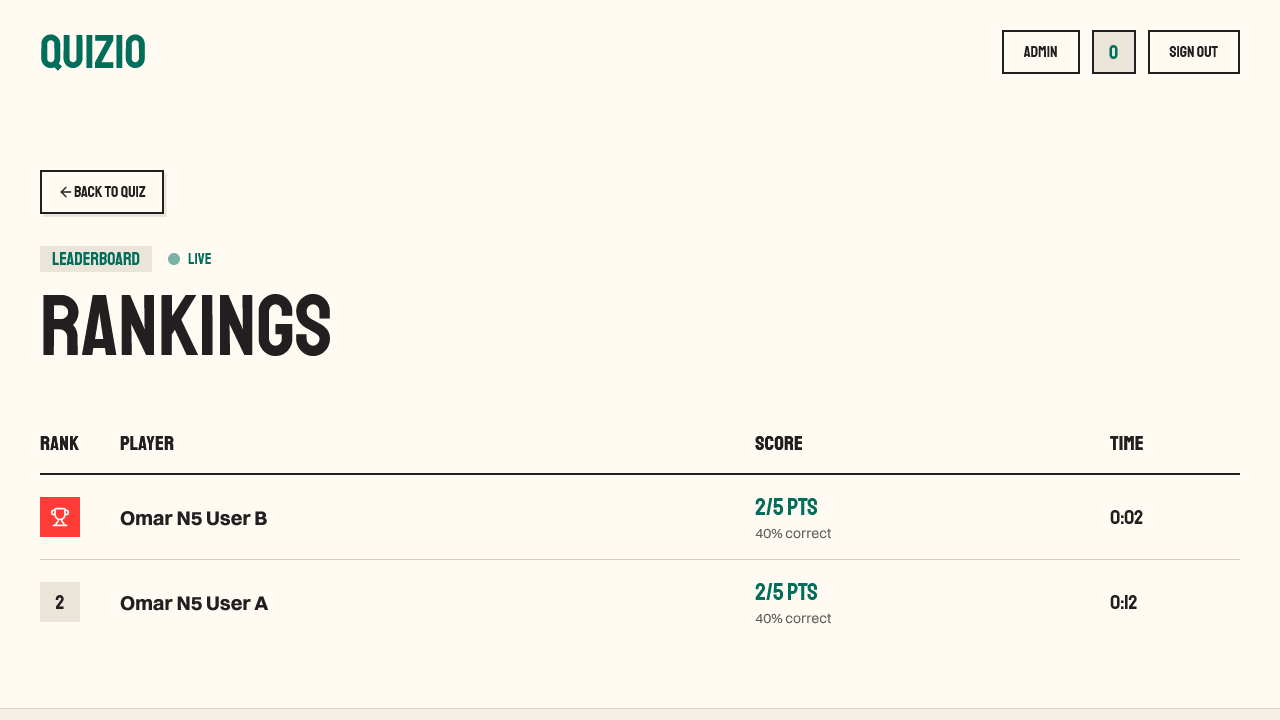 QUIZIO
ADMIN
0
SIGN OUT
← BACK TO QUIZ
LEADERBOARD
LIVE
RANKINGS
RANK PLAYER SCORE TIME
Omar N5 User B 2/5 PTS 0:02
40% correct
2 Omar N5 User A 2/5 PTS 0:12
40% correct